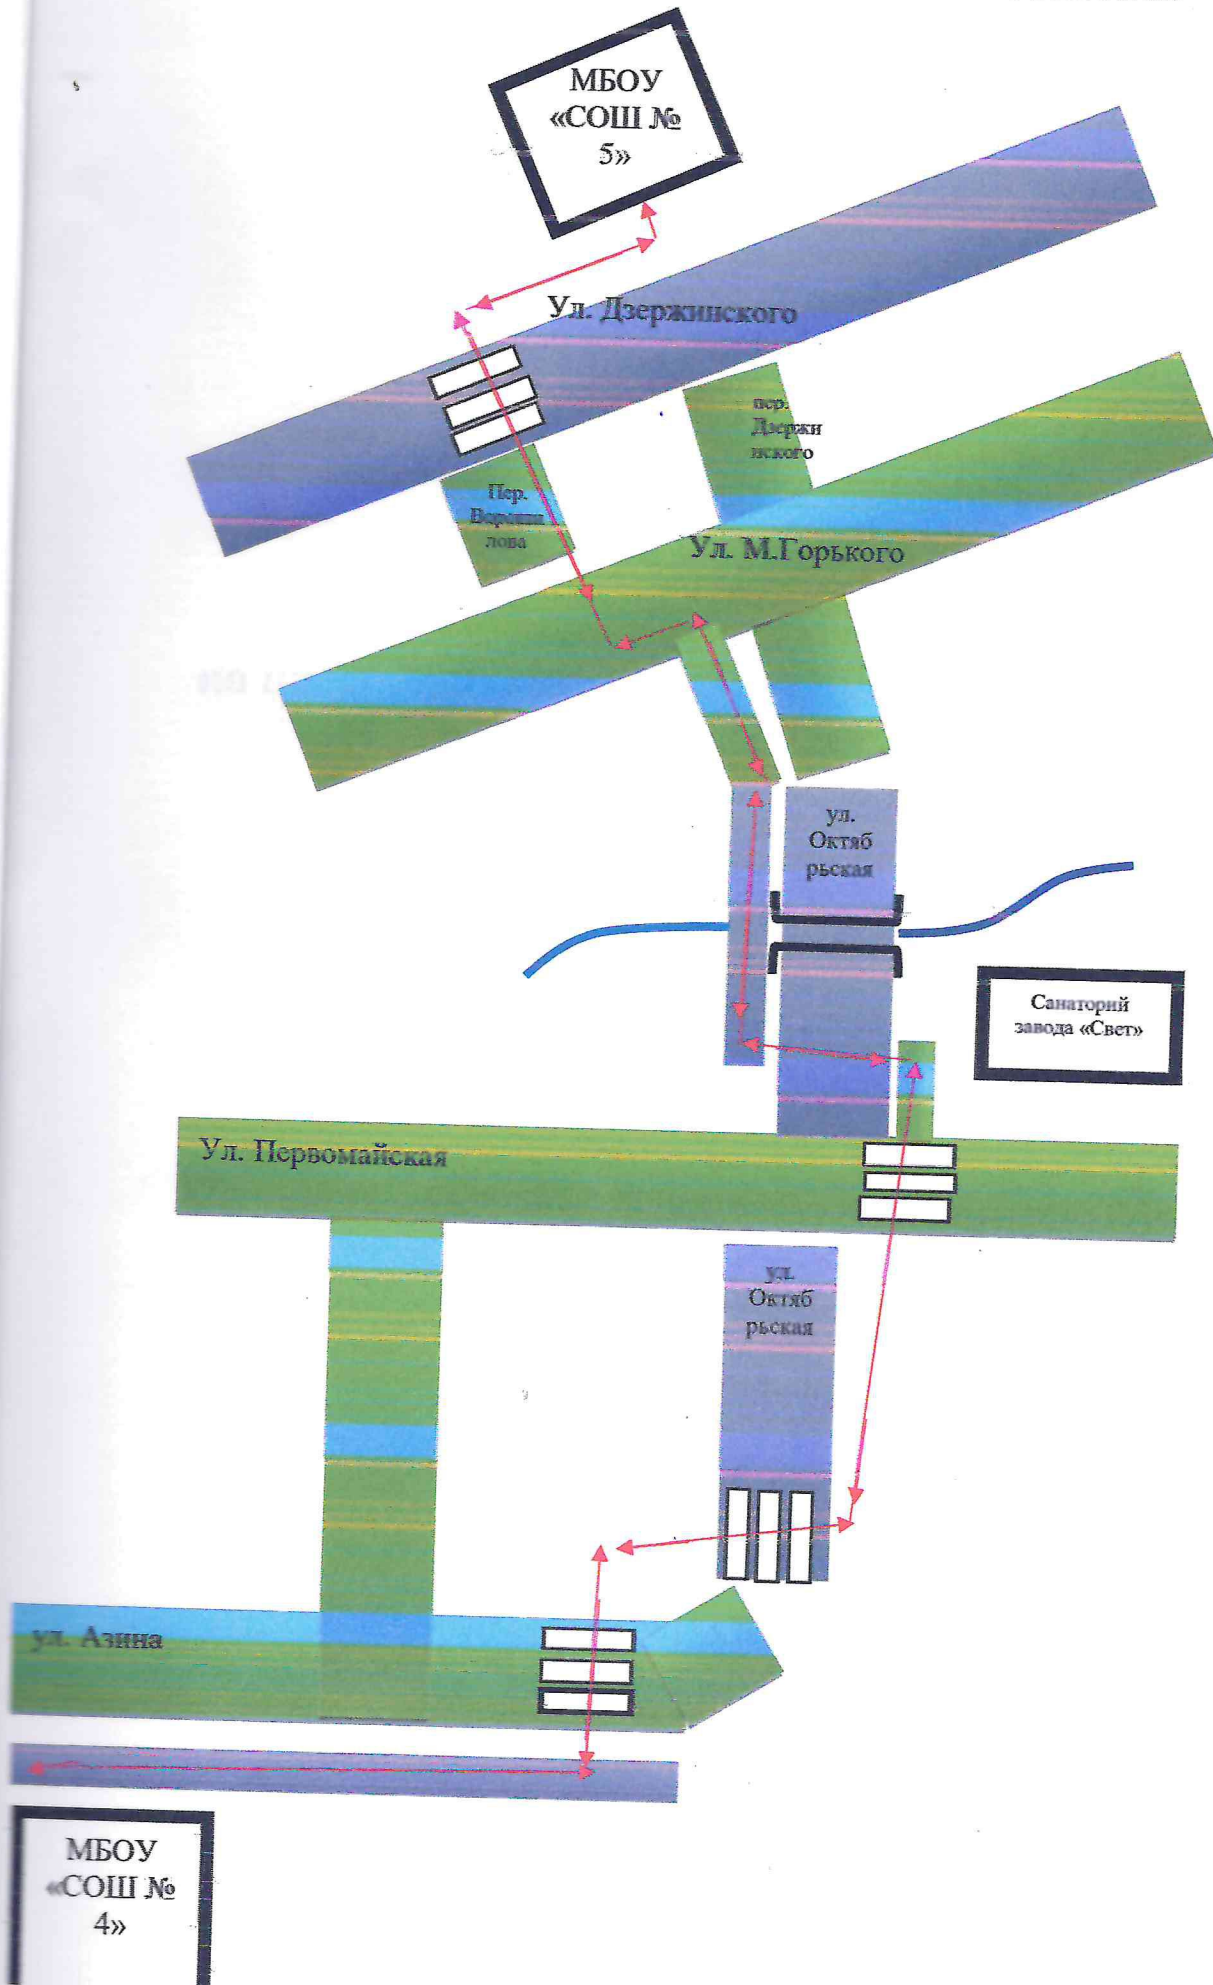 МБОУ
«СОШ №
5»
Ул. Дзержинского
пер.
Дзержи
нского
Пер.
лова
Ул. М.Горького
ул.
Октяб
рьская
Санаторий
завода «Свет»
Ул. Первомайская
ул.
Октяб
рьская
ул. Азина
МБОУ
«СОШ №
4»